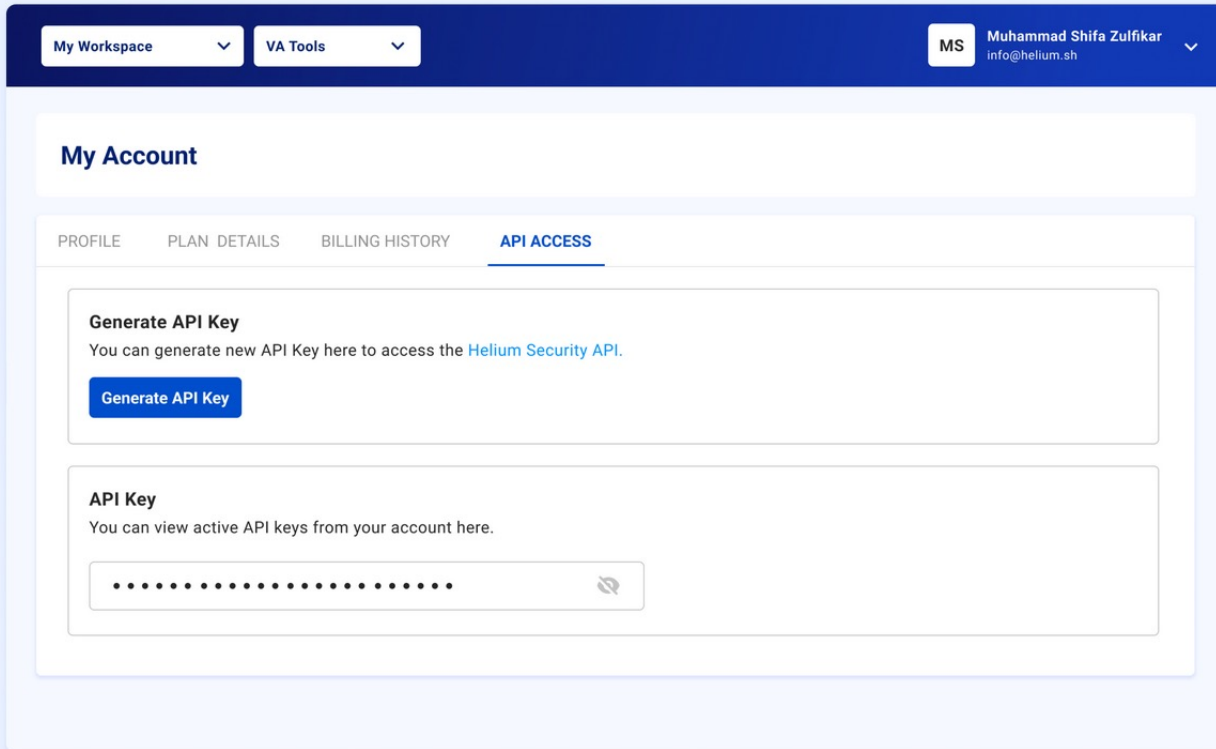 My Workspace
VA Tools
MS
Muhammad Shifa Zulfikar
info@helium.sh
My Account
PROFILE
PLAN DETAILS
BILLING HISTORY
API ACCESS
Generate API Key
You can generate new API Key here to access the Helium Security API.
Generate API Key
API Key
You can view active API keys from your account here.